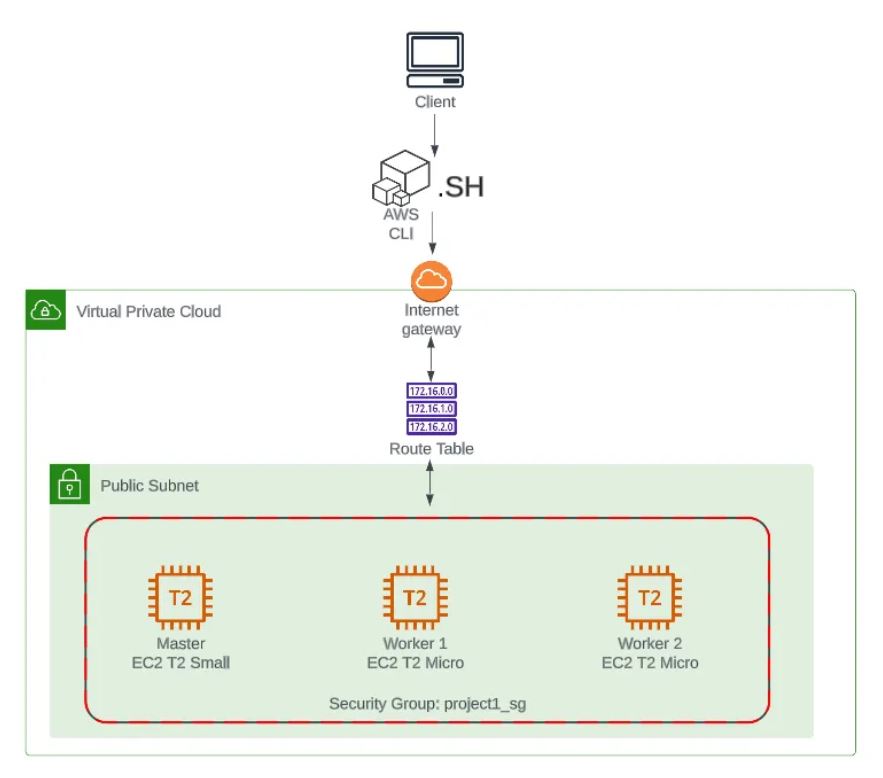 Client
.SH
AWS
CLI
Internet
gateway
Virtual Private Cloud
172.16.0.0
172.16.1.0
172.16.2.0
Route Table
Public Subnet
T2
T2
T2
Master
EC2 T2 Small
Worker 1
EC2 T2 Micro
Worker 2
EC2 T2 Micro
Security Group: project1_sg